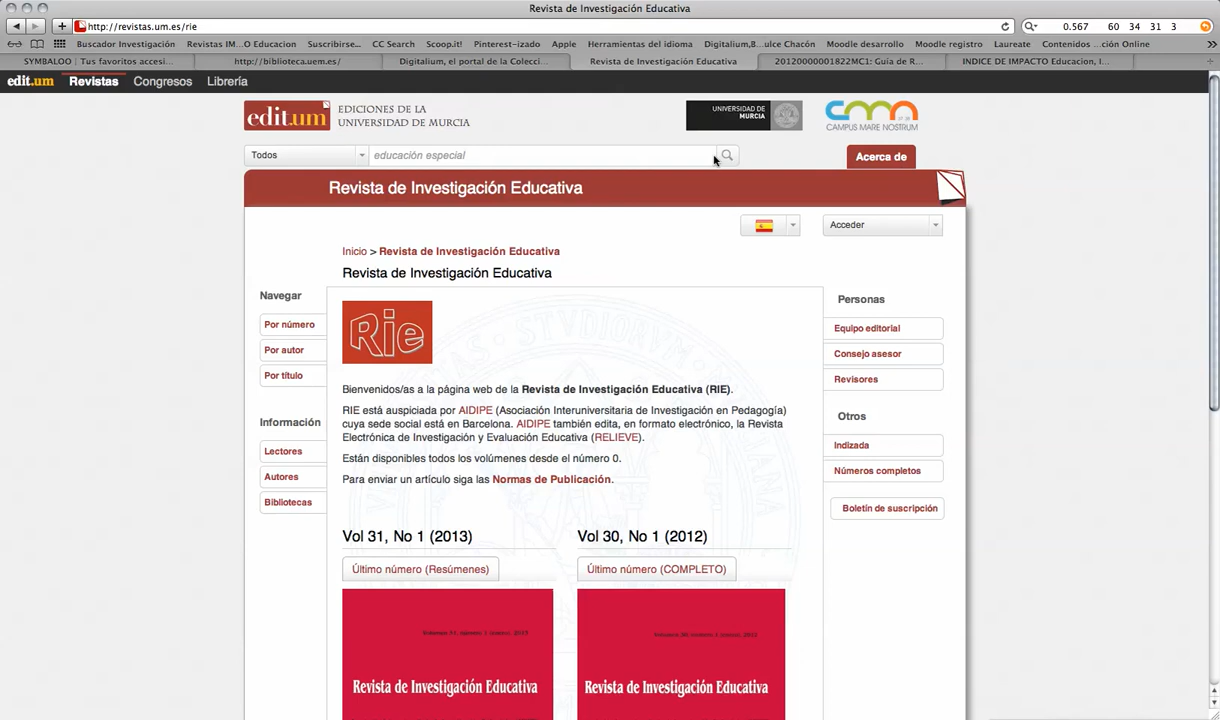 Revista de Investigación Educativa
http://revistas.um.es/rie
0.567 60 34 31 3
Buscador Investigación Revistas IM...O Educacion Suscribirse... CC Search Scoop.it! Pinterest-izado Apple Herramientas del idioma Digitalium,B...ulce Chacón Moodle desarrollo Moodle registro Laureate Contenidos ...ción Online
SYMBALOO | Tus favoritos accesi... http://biblioteca.uem.es/ Digitalium, el portal de la Colecci... Revista de Investigación Educativa 20120000001822MC1: Guía de R... INDICE DE IMPACTO Educacion, I...
edit.um Revistas Congresos Librería
edit.um
EDICIONES DE LA
UNIVERSIDAD DE MURCIA
UNIVERSIDAD DE
MURCIA
cmn
CAMPUS MARE NOSTRUM
Todos educación especial
Acerca de
Revista de Investigación Educativa
Acceder
Inicio > Revista de Investigación Educativa
Revista de Investigación Educativa
Navegar
Por número
Por autor
Por título
Información
Lectores
Autores
Bibliotecas
Rie
Bienvenidos/as a la página web de la Revista de Investigación Educativa (RIE).
RIE está auspiciada por AIDIPE (Asociación Interuniversitaria de Investigación en Pedagogía)
cuya sede social está en Barcelona. AIDIPE también edita, en formato electrónico, la Revista
Electrónica de Investigación y Evaluación Educativa (RELIEVE).
Están disponibles todos los volúmenes desde el número 0.
Para enviar un artículo siga las Normas de Publicación.
Vol 31, No 1 (2013)
Último número (Resúmenes)
Volumen 31, número 1 (enero), 2013
Revista de Investigación Educativa
Vol 30, No 1 (2012)
Último número (COMPLETO)
Revista de Investigación Educativa
Personas
Equipo editorial
Consejo asesor
Revisores
Otros
Indizada
Números completos
Boletín de suscripción